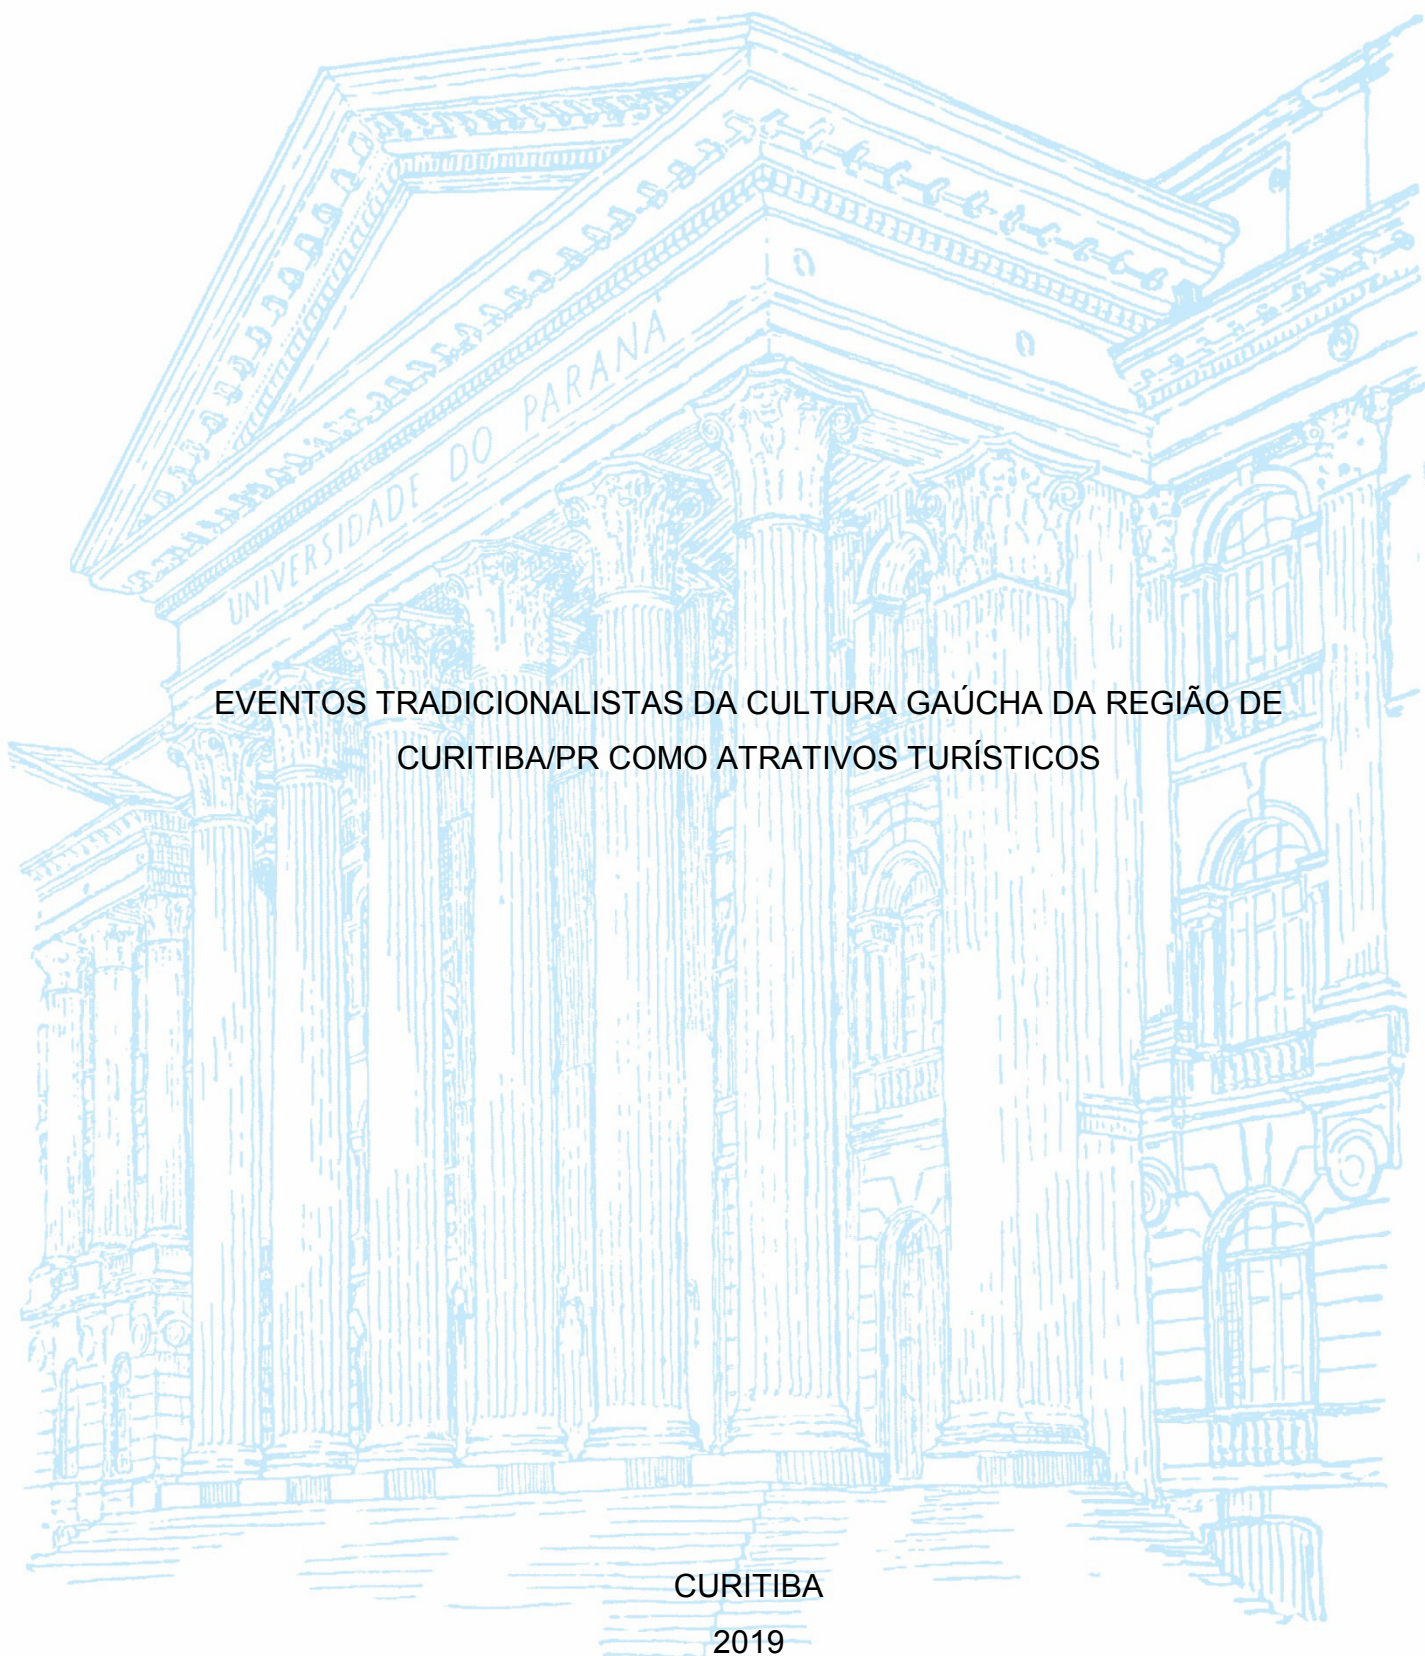 UNIVERSIDADE DO PARANÁ
EVENTOS TRADICIONALISTAS DA CULTURA GAÚCHA DA REGIÃO DE
CURITIBA/PR COMO ATRATIVOS TURÍSTICOS
CURITIBA
2019